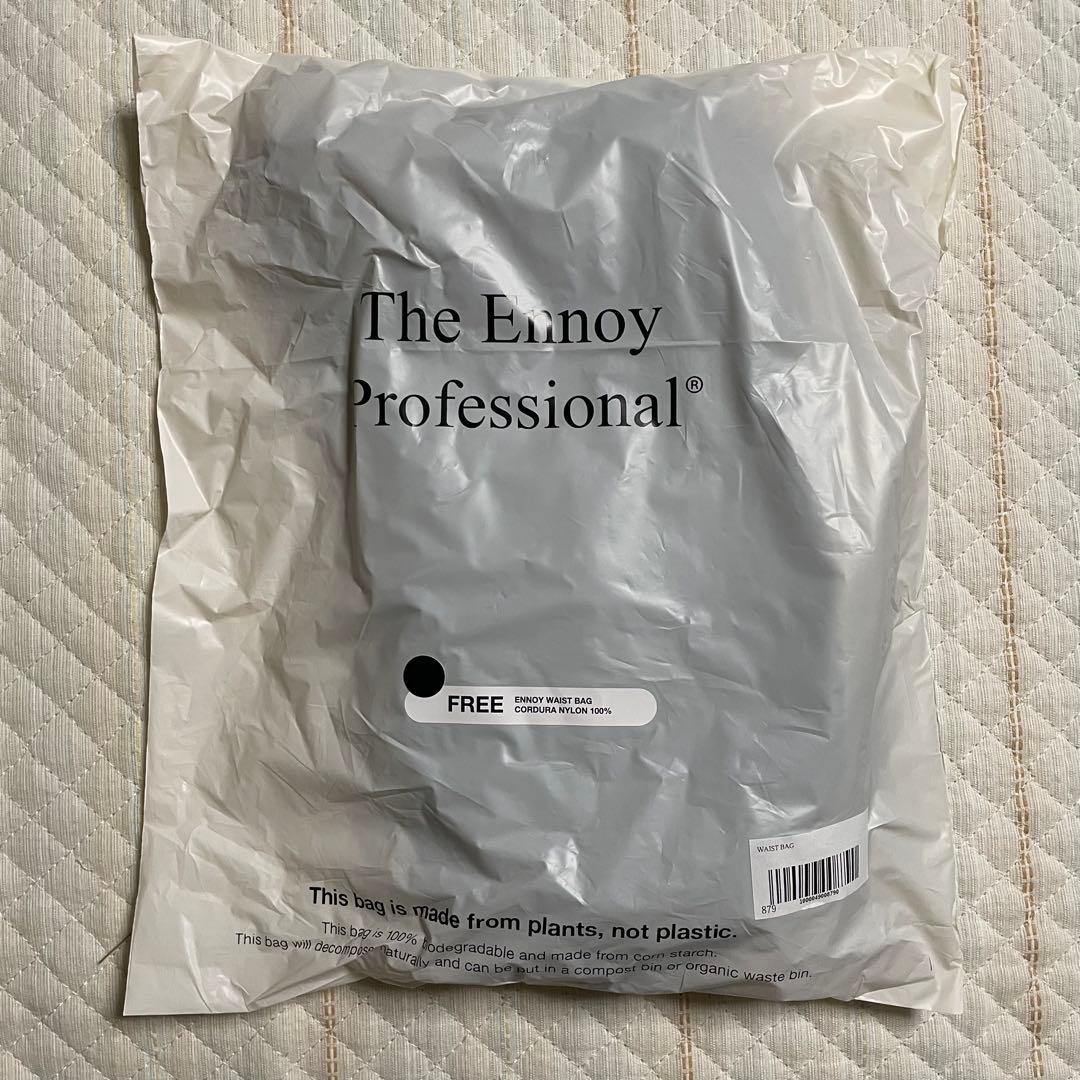 The Ennoy
Professional®
FREE
ENNOY WAIST BAG
CORDURA NYLON 100%
WAIST BAG
879
1000049008790
This bag is made from plants, not plastic.
This bag is 100% biodegradable and made from corn starch.
This bag will decompose naturally and can be put in a compost bin or organic waste bin.